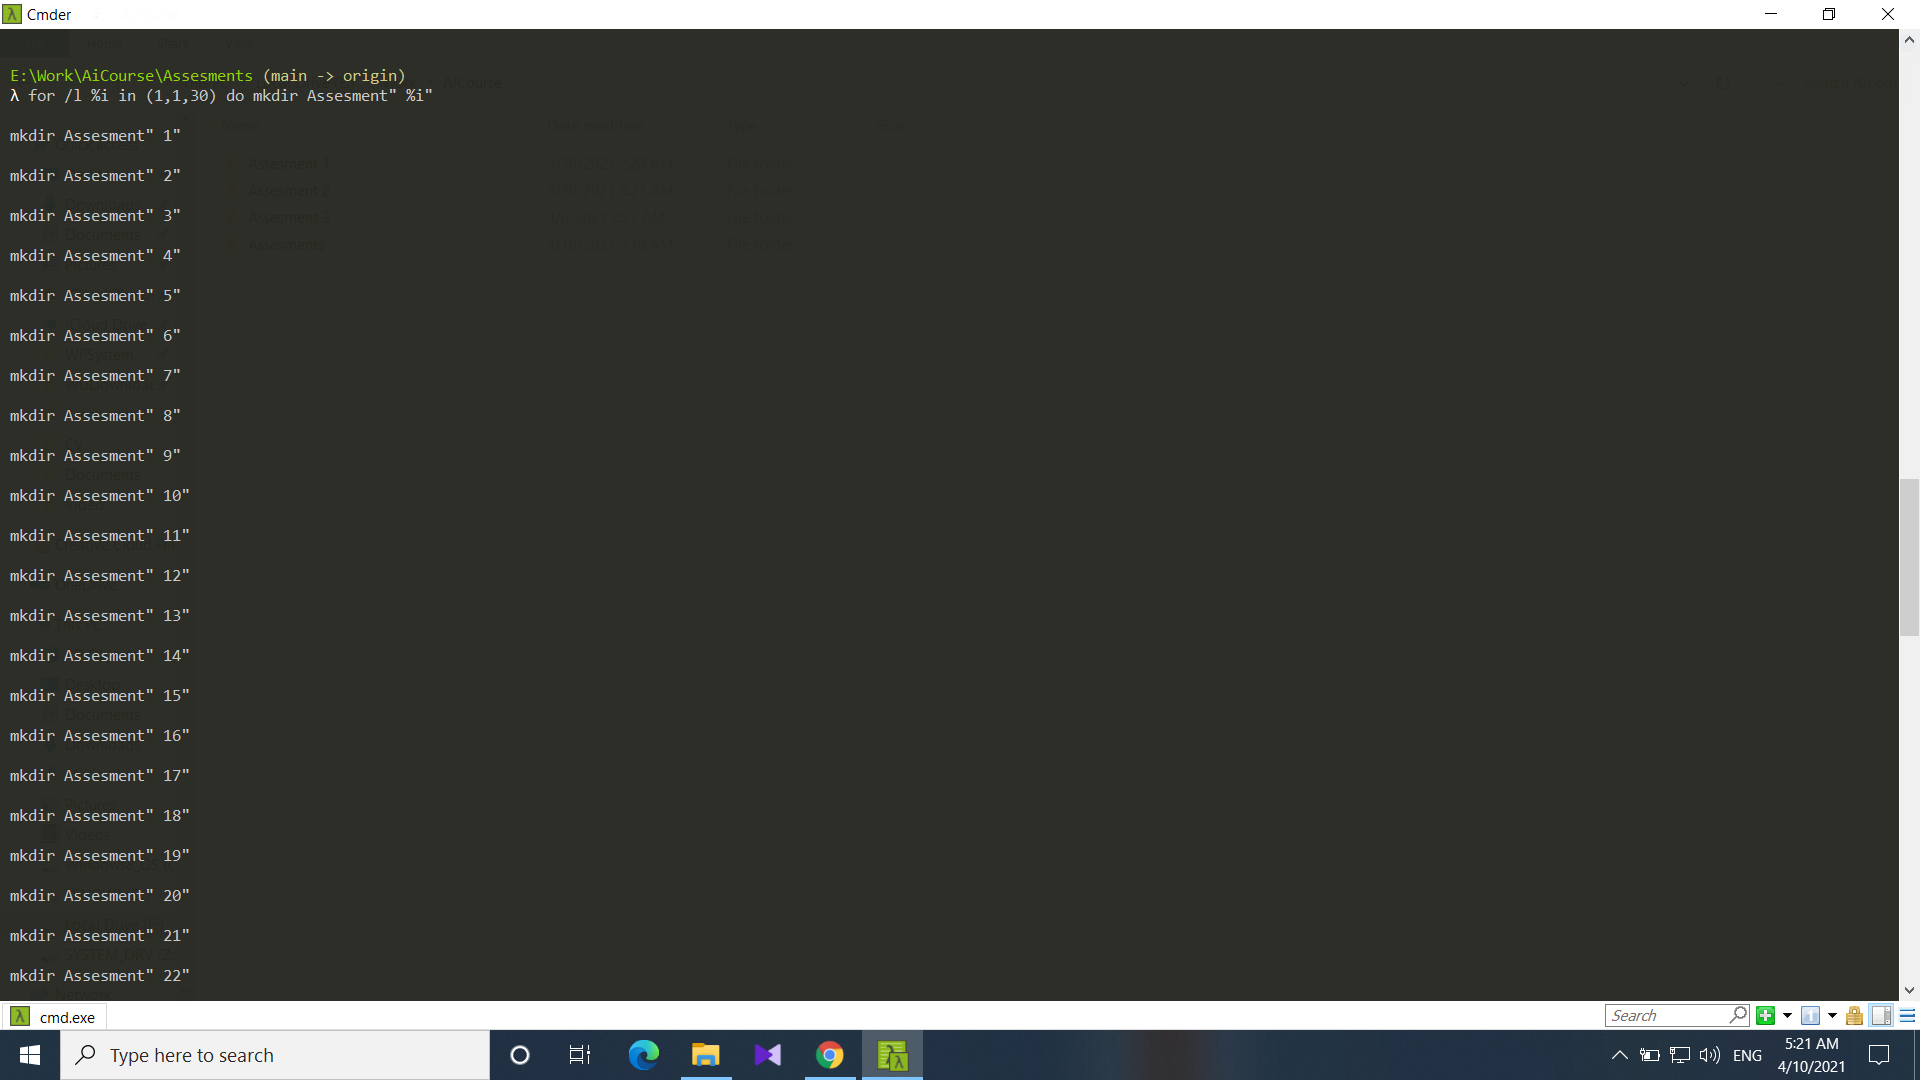 Cmder
E:\Work\AiCourse\Assesments (main -> origin)
λ for /l %i in (1,1,30) do mkdir Assesment" %i"
mkdir Assesment" 1"
mkdir Assesment" 2"
mkdir Assesment" 3"
mkdir Assesment" 4"
mkdir Assesment" 5"
mkdir Assesment" 6"
mkdir Assesment" 7"
mkdir Assesment" 8"
mkdir Assesment" 9"
mkdir Assesment" 10"
mkdir Assesment" 11"
mkdir Assesment" 12"
mkdir Assesment" 13"
mkdir Assesment" 14"
mkdir Assesment" 15"
mkdir Assesment" 16"
mkdir Assesment" 17"
mkdir Assesment" 18"
mkdir Assesment" 19"
mkdir Assesment" 20"
mkdir Assesment" 21"
mkdir Assesment" 22"
cmd.exe
Search
Type here to search
ENG
5:21 AM
4/10/2021